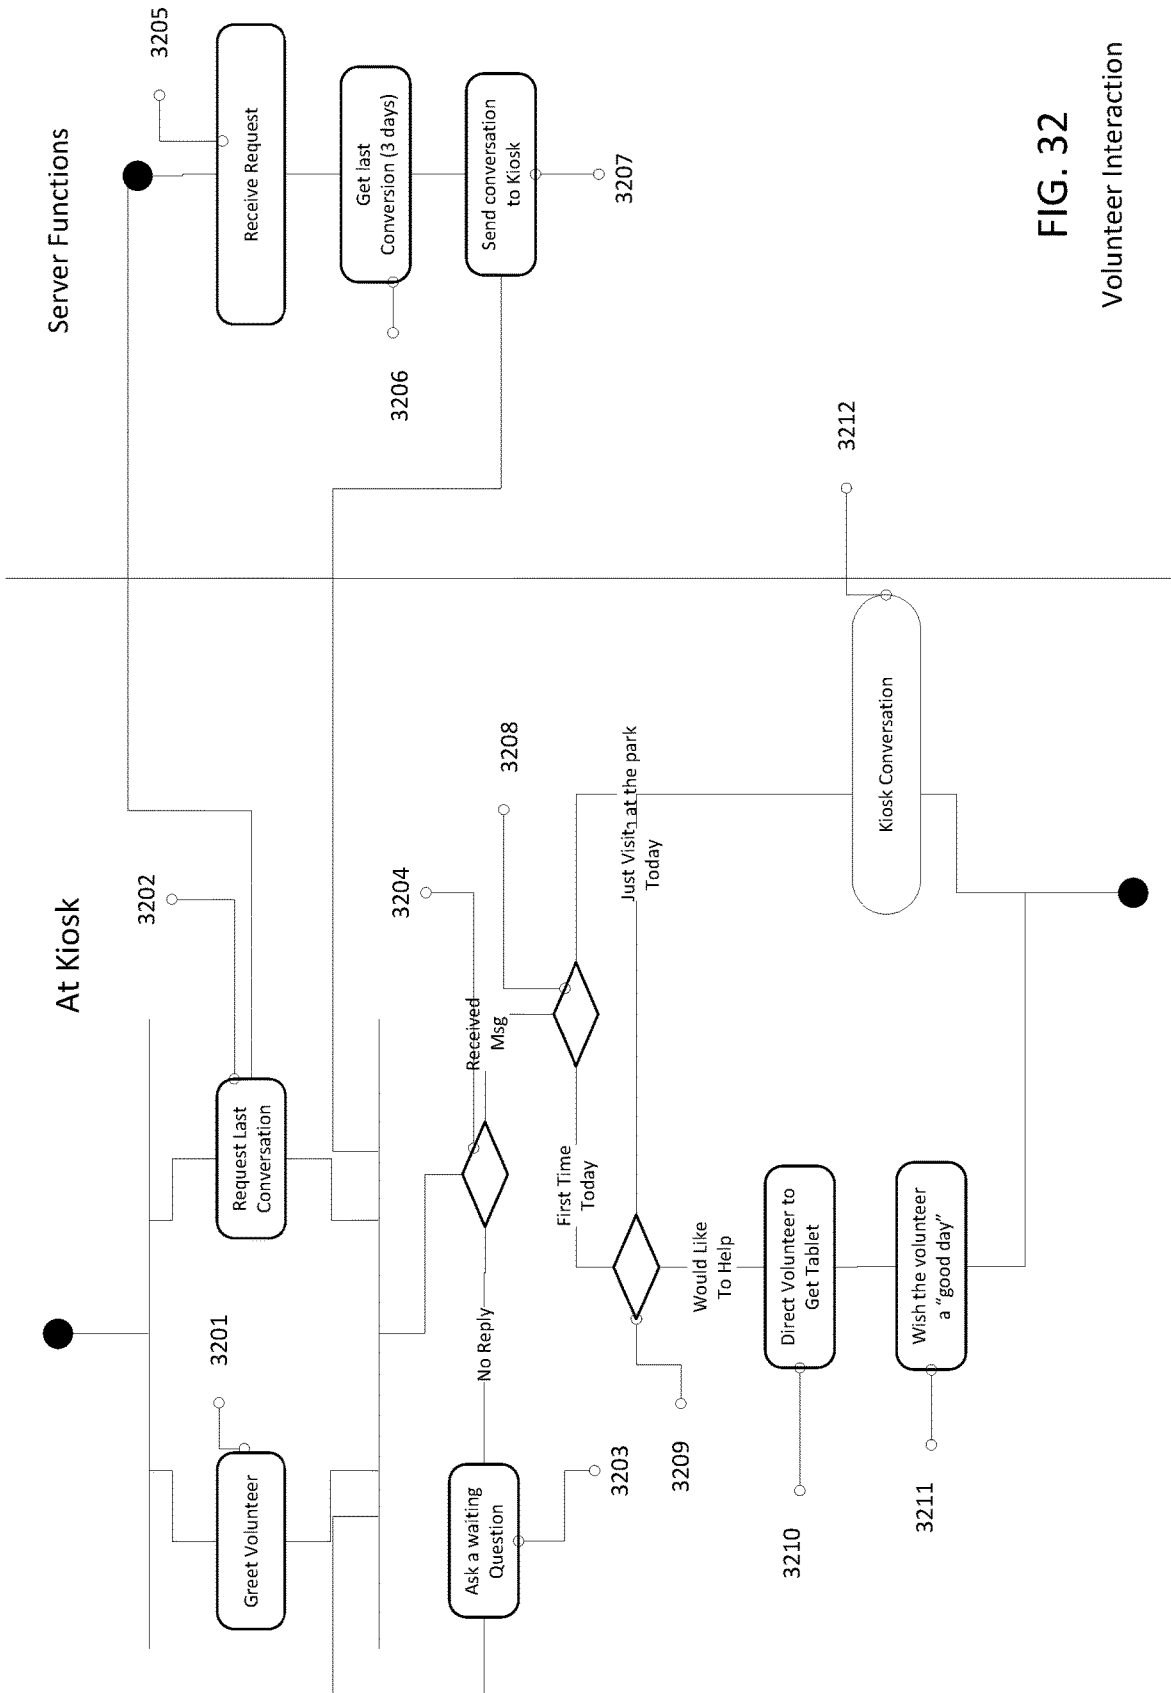 At Kiosk
Server Functions
3202
3205
3201
Greet Volunteer
Request Last
Conversation
Receive Request
3206
Get last
Conversion (3 days)
3204
Ask a waiting
Question
No Reply
Received
Msg
3208
Send conversation
to Kiosk
3207
3203
First Time
Today
3209
Just Visit at the park
Today
Would Like
To Help
3210
Direct Volunteer to
Get Tablet
3212
Kiosk Conversation
3211
Wish the volunteer
a “good day”
FIG. 32
Volunteer Interaction